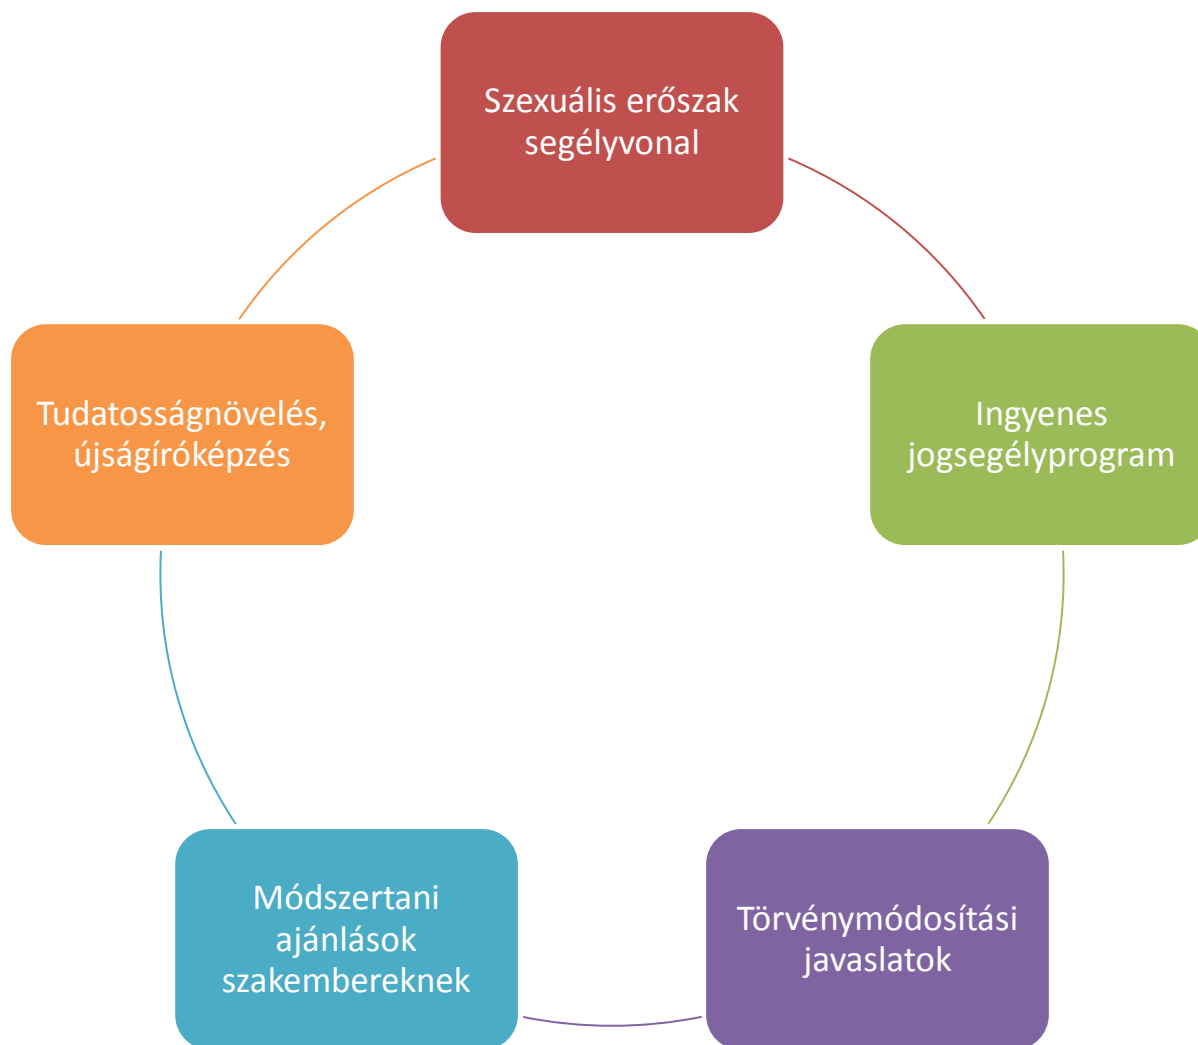 Szexuális erőszak
segélyvonal
Ingyenes
jogsegélyprogram
Törvénymódosítási
javaslatok
Módszertani
ajánlások
szakembereknek
Tudatosságnövelés,
újságíróképzés